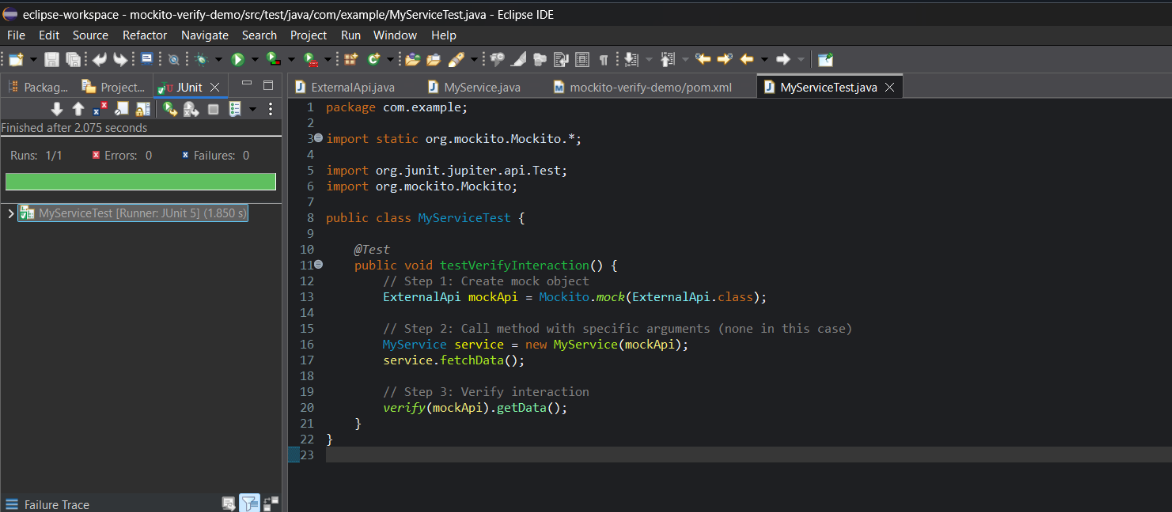 eclipse-workspace - mockito-verify-demo/src/test/java/com/example/MyServiceTest.java - Eclipse IDE
File Edit Source Refactor Navigate Search Project Run Window Help
Packag... Project... JUnit
ExternalApi.java MyService.java mockito-verify-demo/pom.xml MyServiceTest.java
Finished after 2.075 seconds
Runs: 1/1 Errors: 0 Failures: 0
MyServiceTest [Runner: JUnit 5] (1.850 s)
1 package com.example;
2
3 import static org.mockito.Mockito.*;
4
5 import org.junit.jupiter.api.Test;
6 import org.mockito.Mockito;
7
8 public class MyServiceTest {
9
10 @Test
11 public void testVerifyInteraction() {
12 // Step 1: Create mock object
13 ExternalApi mockApi = Mockito.mock(ExternalApi.class);
14
15 // Step 2: Call method with specific arguments (none in this case)
16 MyService service = new MyService(mockApi);
17 service.fetchData();
18
19 // Step 3: Verify interaction
20 verify(mockApi).getData();
21 }
22 }
23
Failure Trace